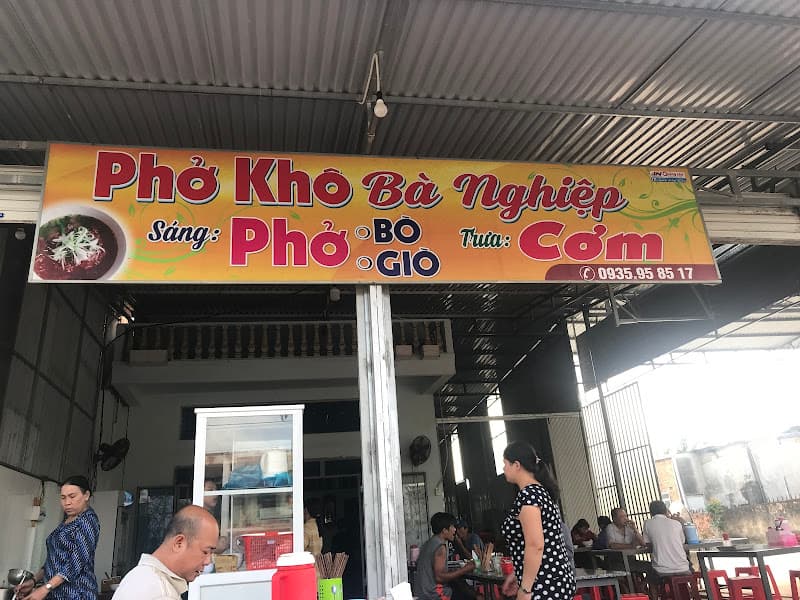 Phở Khô Bà Nghiệp
Sáng: Phở BÒ GIÒ Trưa: Cơm
0935.95 85 17